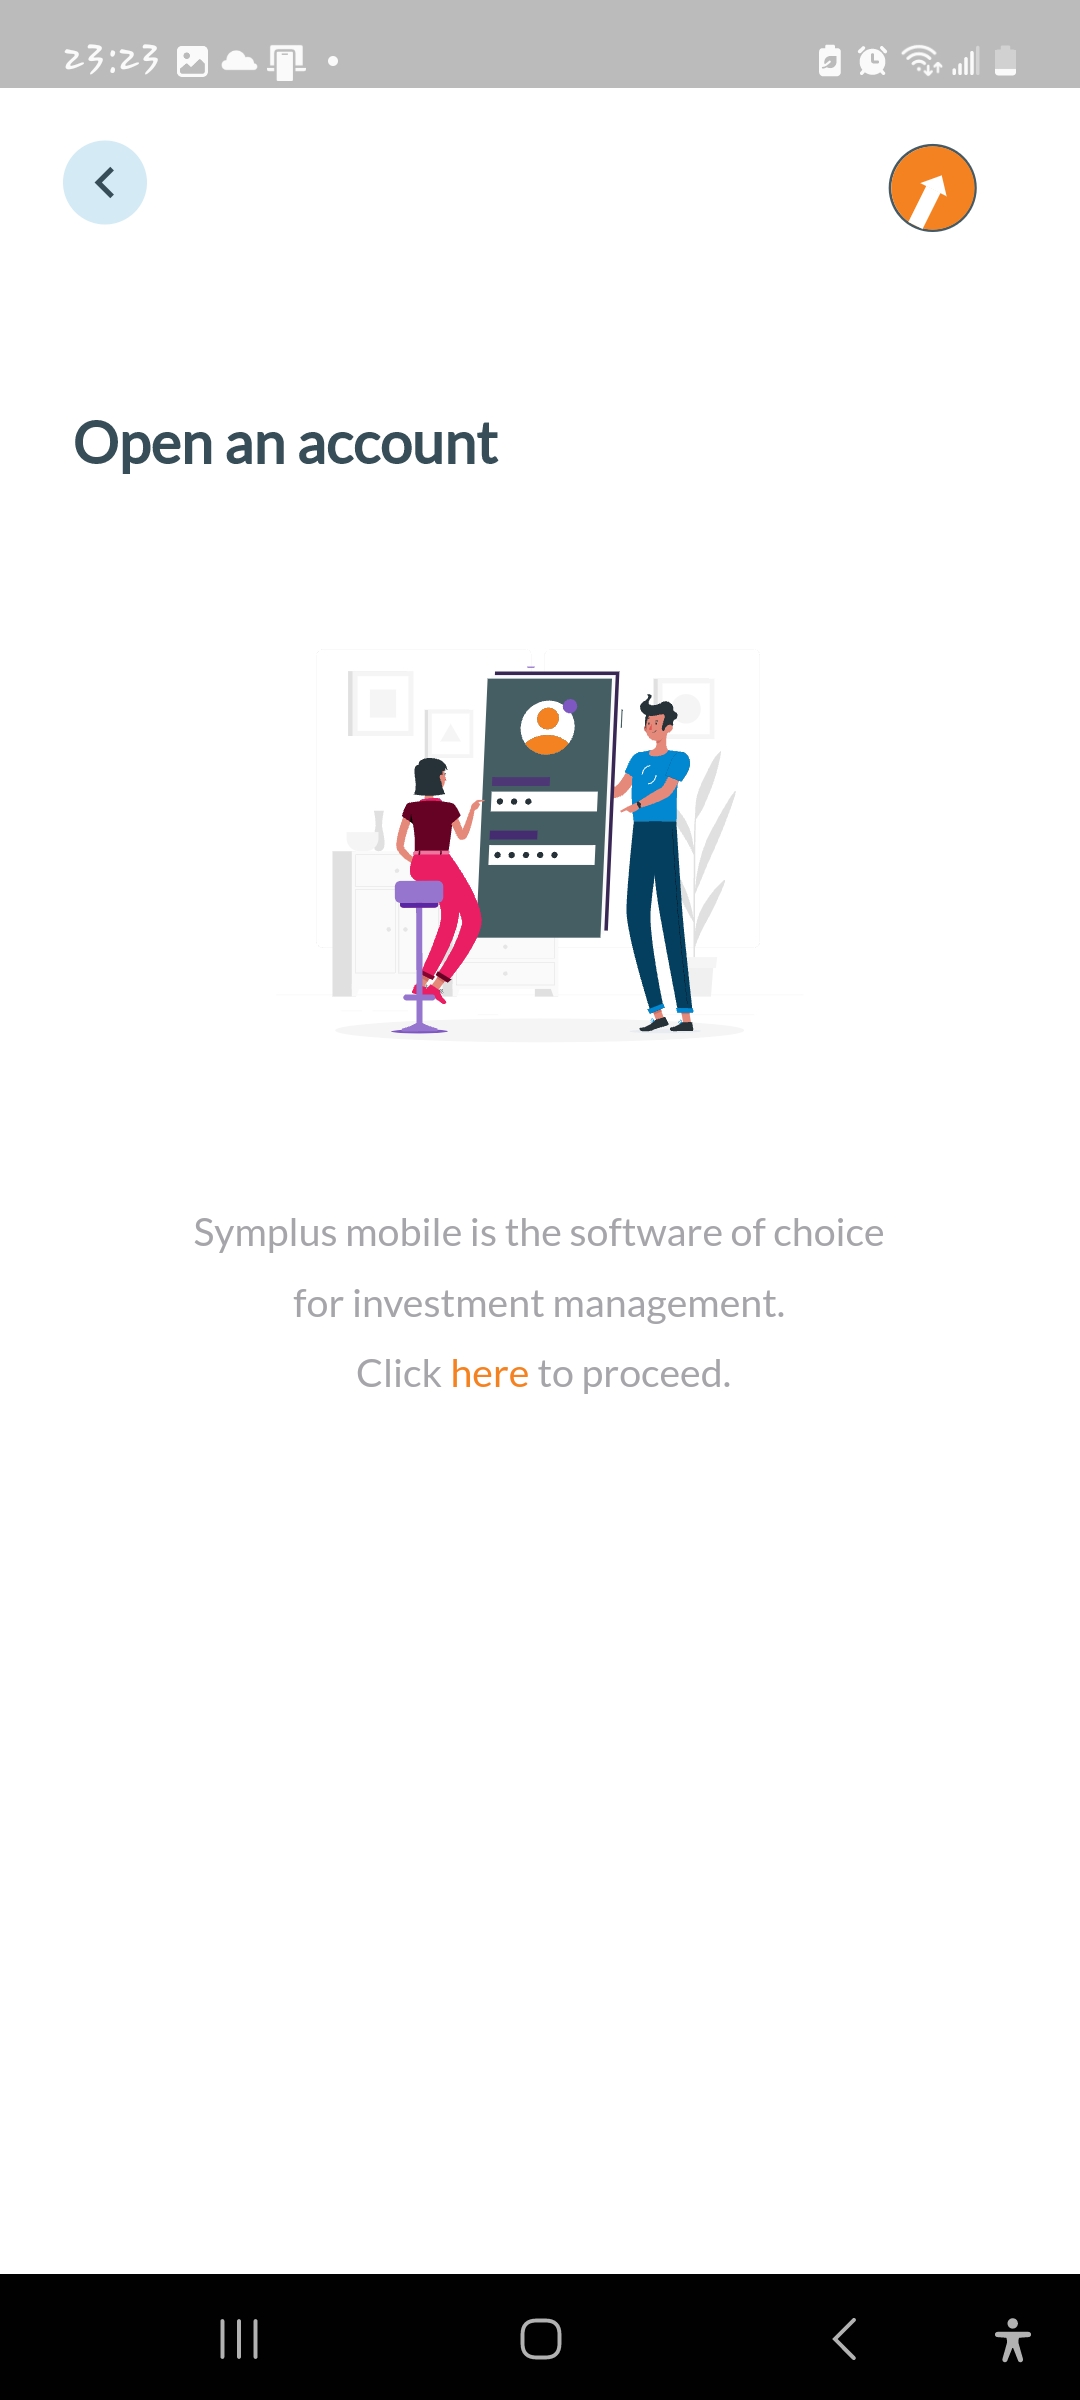 23:23
Open an account
Symplus mobile is the software of choice
for investment management.
Click here to proceed.